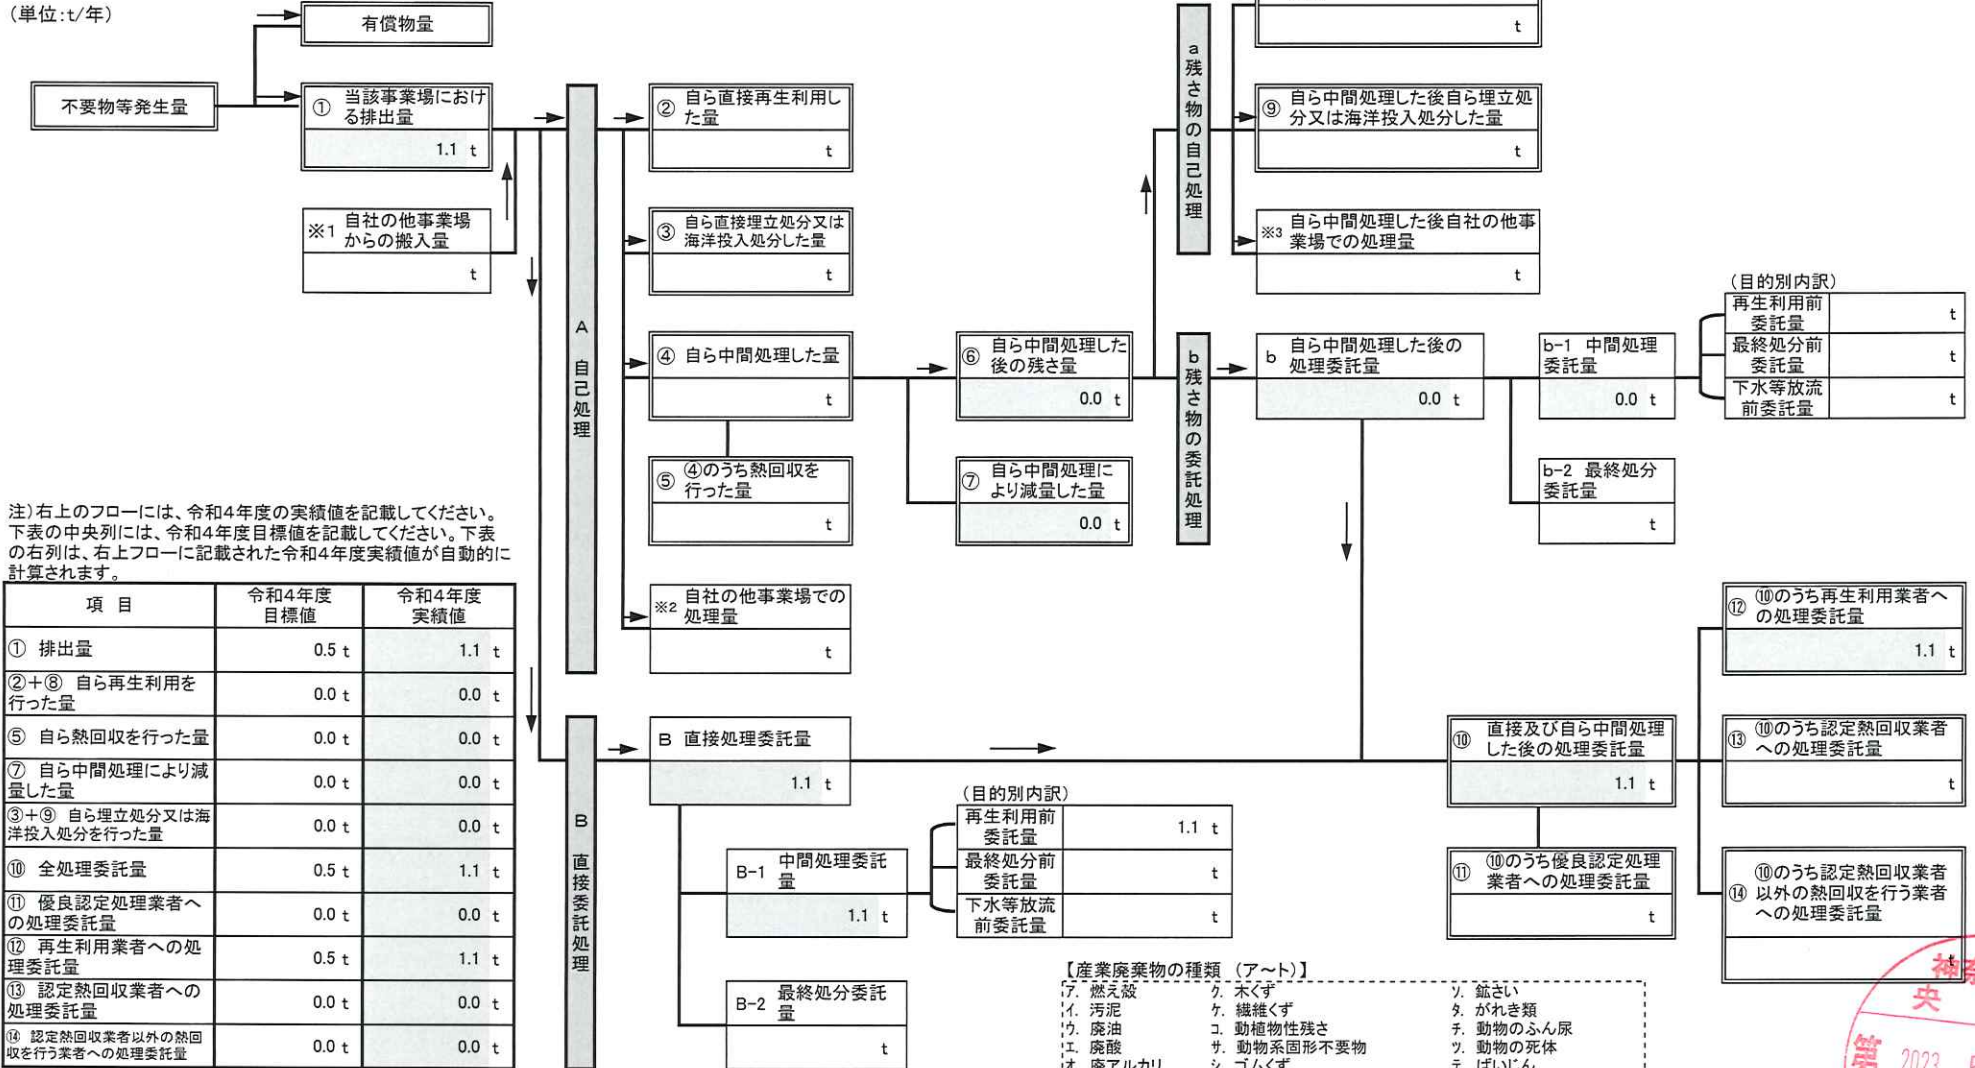 (単位:t/年)
有償物量
不要物等発生量
① 当該事業場におけ
る排出量
1.1 t
※1 自社の他事業場
からの搬入量
t
A 自己処理
② 自ら直接再生利用し
た量
t
③ 自ら直接埋立処分又は
海洋投入処分した量
t
④ 自ら中間処理した量
t
⑤ ④のうち熱回収を
行った量
t
※2 自社の他事業場での
処理量
t
⑥ 自ら中間処理した
後の残さ量
0.0 t
⑦ 自ら中間処理に
より減量した量
0.0 t
a 残さ物の自己処理
t
⑨ 自ら中間処理した後自ら埋立処
分又は海洋投入処分した量
t
※3 自ら中間処理した後自社の他事
業場での処理量
t
b 残さ物の委託処理
b 自ら中間処理した後の
処理委託量
0.0 t
b-1 中間処理
委託量
0.0 t
b-2 最終処分
委託量
t
(目的別内訳)
再生利用前
委託量
t
最終処分前
委託量
t
下水等放流
前委託量
t
注)右上のフローには、令和4年度の実績値を記載してください。
下表の中央列には、令和4年度目標値を記載してください。下表
の右列は、右上フローに記載された令和4年度実績値が自動的に
計算されます。
項 目 令和4年度 令和4年度
目標値 実績値
① 排出量 0.5 t 1.1 t
②+⑧ 自ら再生利用を
行った量 0.0 t 0.0 t
⑤ 自ら熱回収を行った量 0.0 t 0.0 t
⑦ 自ら中間処理により減
量した量 0.0 t 0.0 t
③+⑨ 自ら埋立処分又は海
洋投入処分を行った量 0.0 t 0.0 t
⑩ 全処理委託量 0.5 t 1.1 t
⑪ 優良認定処理業者へ
の処理委託量 0.0 t 0.0 t
⑫ 再生利用業者への処
理委託量 0.5 t 1.1 t
⑬ 認定熱回収業者への
処理委託量 0.0 t 0.0 t
⑭ 認定熱回収業者以外の熱回
収を行う業者への処理委託量 0.0 t 0.0 t
B 直接委託処理
B 直接処理委託量
1.1 t
B-1 中間処理委託
量
1.1 t
B-2 最終処分委託
量
t
(目的別内訳)
再生利用前
委託量
1.1 t
最終処分前
委託量
t
下水等放流
前委託量
t
⑩ 直接及び自ら中間処理
した後の処理委託量
1.1 t
⑪ ⑩のうち優良認定処理
業者への処理委託量
t
⑫ ⑩のうち再生利用業者へ
の処理委託量
1.1 t
⑬ ⑩のうち認定熱回収業者
への処理委託量
t
⑭ ⑩のうち認定熱回収業者
以外の熱回収を行う業者
への処理委託量
t
【産業廃棄物の種類 (ア~ト)】
ア. 燃え殻 ク. 木くず ソ. 鉱さい
イ. 汚泥 ケ. 繊維くず タ. がれき類
ウ. 廃油 コ. 動植物性残さ チ. 動物のふん尿
エ. 廃酸 サ. 動物系固形不要物 ツ. 動物の死体
オ. 廃アルカリ シ. ゴムくず テ. ばいじん
神奈
央
第
2023